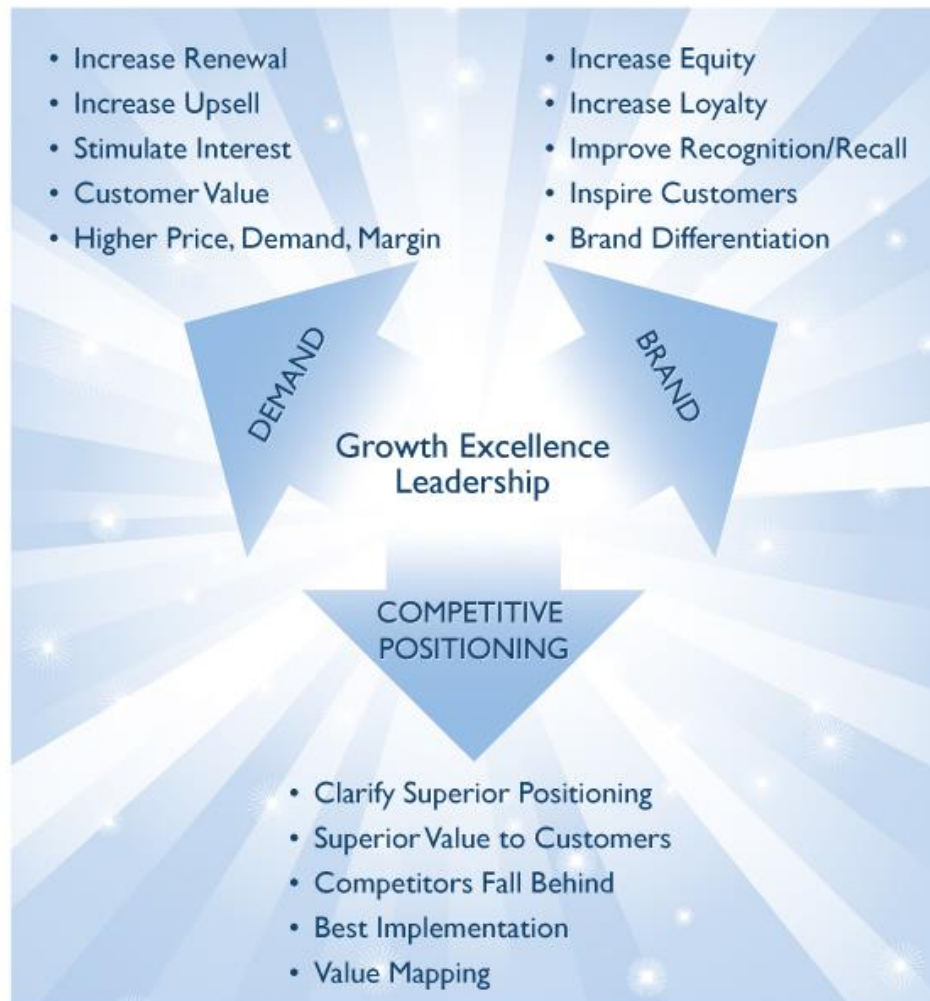 • Increase Renewal
• Increase Upsell
• Stimulate Interest
• Customer Value
• Higher Price, Demand, Margin
• Increase Equity
• Increase Loyalty
• Improve Recognition/Recall
• Inspire Customers
• Brand Differentiation
DEMAND
BRAND
Growth Excellence
Leadership
COMPETITIVE
POSITIONING
• Clarify Superior Positioning
• Superior Value to Customers
• Competitors Fall Behind
• Best Implementation
• Value Mapping